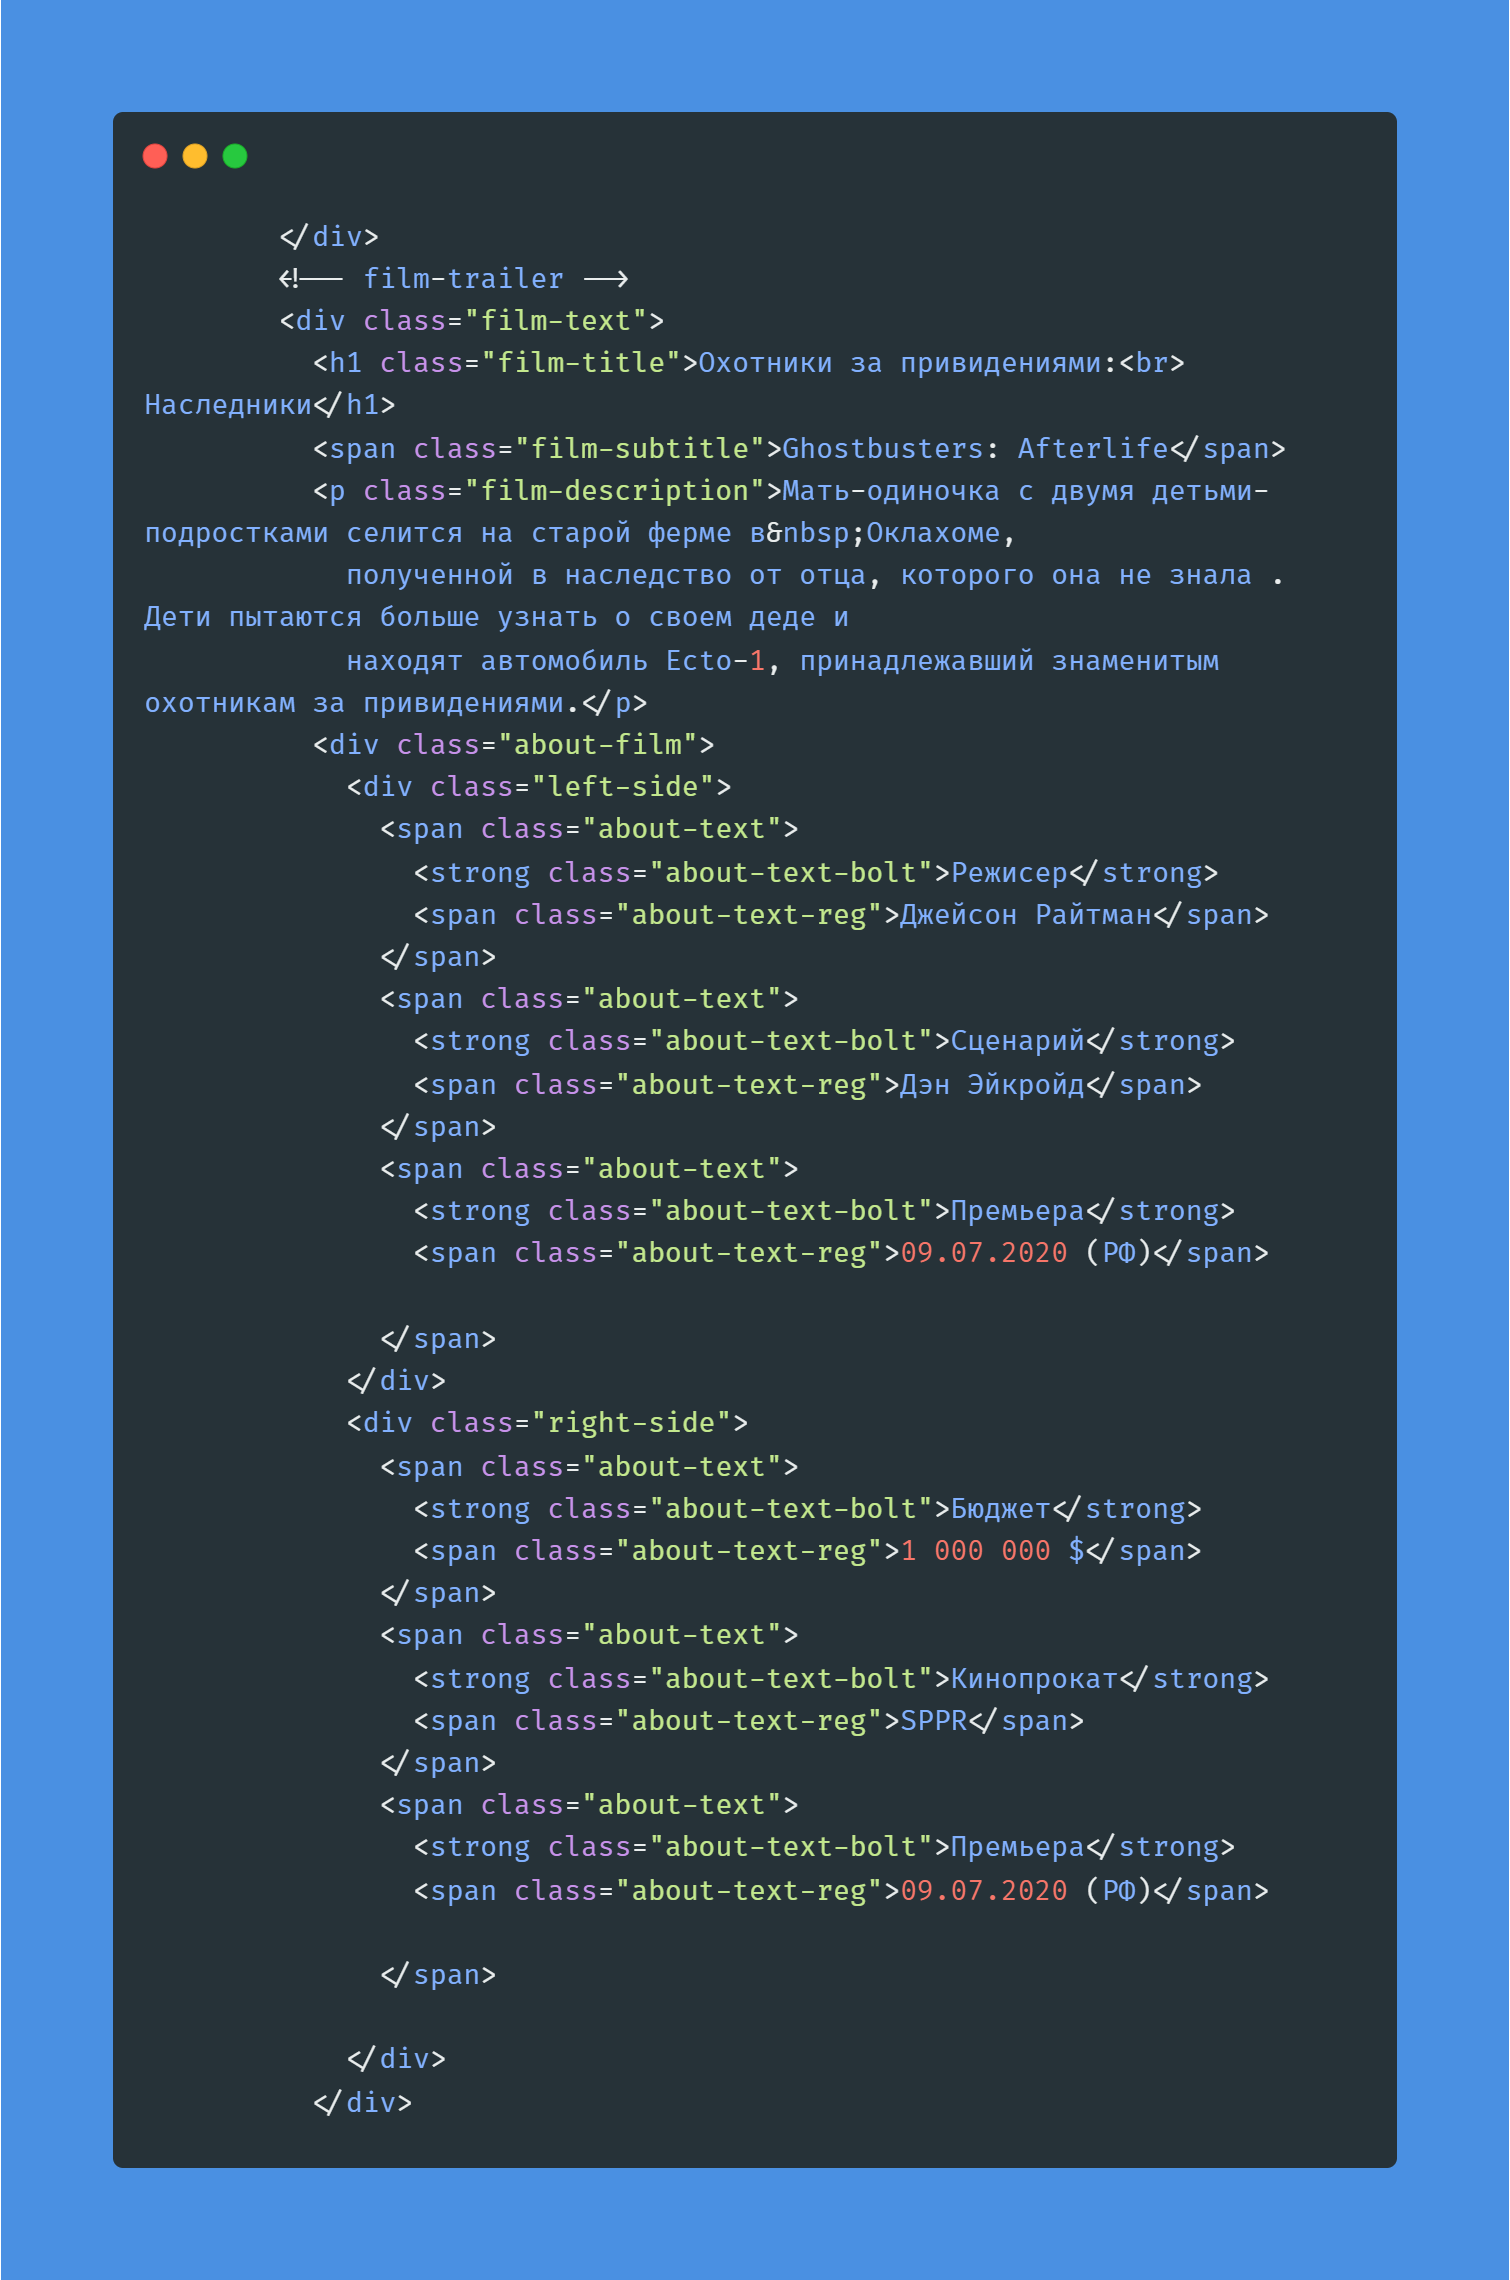 </div>
<!-- film-trailer -->
<div class="film-text">
<h1 class="film-title">Охотники за привидениями:<br>
Наследники</h1>
<span class="film-subtitle">Ghostbusters: Afterlife</span>
<p class="film-description">Мать-одиночка с двумя детьми-
подростками селится на старой ферме в&nbsp;Оклахоме,
полученной в наследство от отца, которого она не знала .
Дети пытаются больше узнать о своем деде и
находят автомобиль Ecto-1, принадлежавший знаменитым
охотникам за привидениями.</p>
<div class="about-film">
<div class="left-side">
<span class="about-text">
<strong class="about-text-bolt">Режисер</strong>
<span class="about-text-reg">Джейсон Райтман</span>
</span>
<span class="about-text">
<strong class="about-text-bolt">Сценарий</strong>
<span class="about-text-reg">Дэн Эйкройд</span>
</span>
<span class="about-text">
<strong class="about-text-bolt">Премьера</strong>
<span class="about-text-reg">09.07.2020 (РФ)</span>
</span>
</div>
<div class="right-side">
<span class="about-text">
<strong class="about-text-bolt">Бюджет</strong>
<span class="about-text-reg">1 000 000 $</span>
</span>
<span class="about-text">
<strong class="about-text-bolt">Кинопрокат</strong>
<span class="about-text-reg">SPPR</span>
</span>
<span class="about-text">
<strong class="about-text-bolt">Премьера</strong>
<span class="about-text-reg">09.07.2020 (РФ)</span>
</span>
</div>
</div>